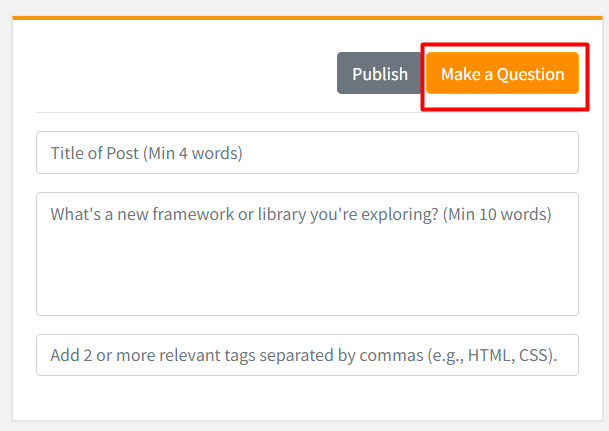 Publish
Make a Question
Title of Post (Min 4 words)
What's a new framework or library you're exploring? (Min 10 words)
Add 2 or more relevant tags separated by commas (e.g., HTML, CSS).